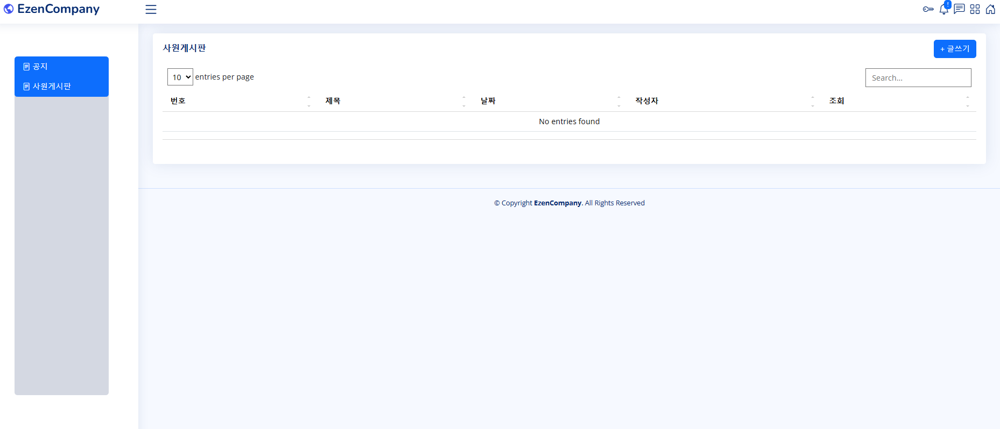 EzenCompany
!
공지
사원게시판
사원게시판
+ 글쓰기
10 entries per page
Search...
번호 제목 날짜 작성자 조회
No entries found
© Copyright EzenCompany. All Rights Reserved